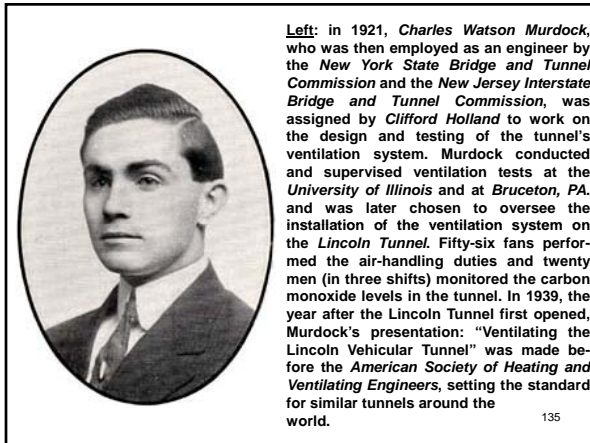 Left: in 1921, Charles Watson Murdock,
who was then employed as an engineer by
the New York State Bridge and Tunnel
Commission and the New Jersey Interstate
Bridge and Tunnel Commission, was
assigned by Clifford Holland to work on
the design and testing of the tunnel's
ventilation system. Murdock conducted
and supervised ventilation tests at the
University of Illinois and at Bruceton, PA.
and was later chosen to oversee the
installation of the ventilation system on
the Lincoln Tunnel. Fifty-six fans perfor-
med the air-handling duties and twenty
men (in three shifts) monitored the carbon
monoxide levels in the tunnel. In 1939, the
year after the Lincoln Tunnel first opened,
Murdock's presentation: "Ventilating the
Lincoln Vehicular Tunnel" was made be-
fore the American Society of Heating and
Ventilating Engineers, setting the standard
for similar tunnels around the
world.
135